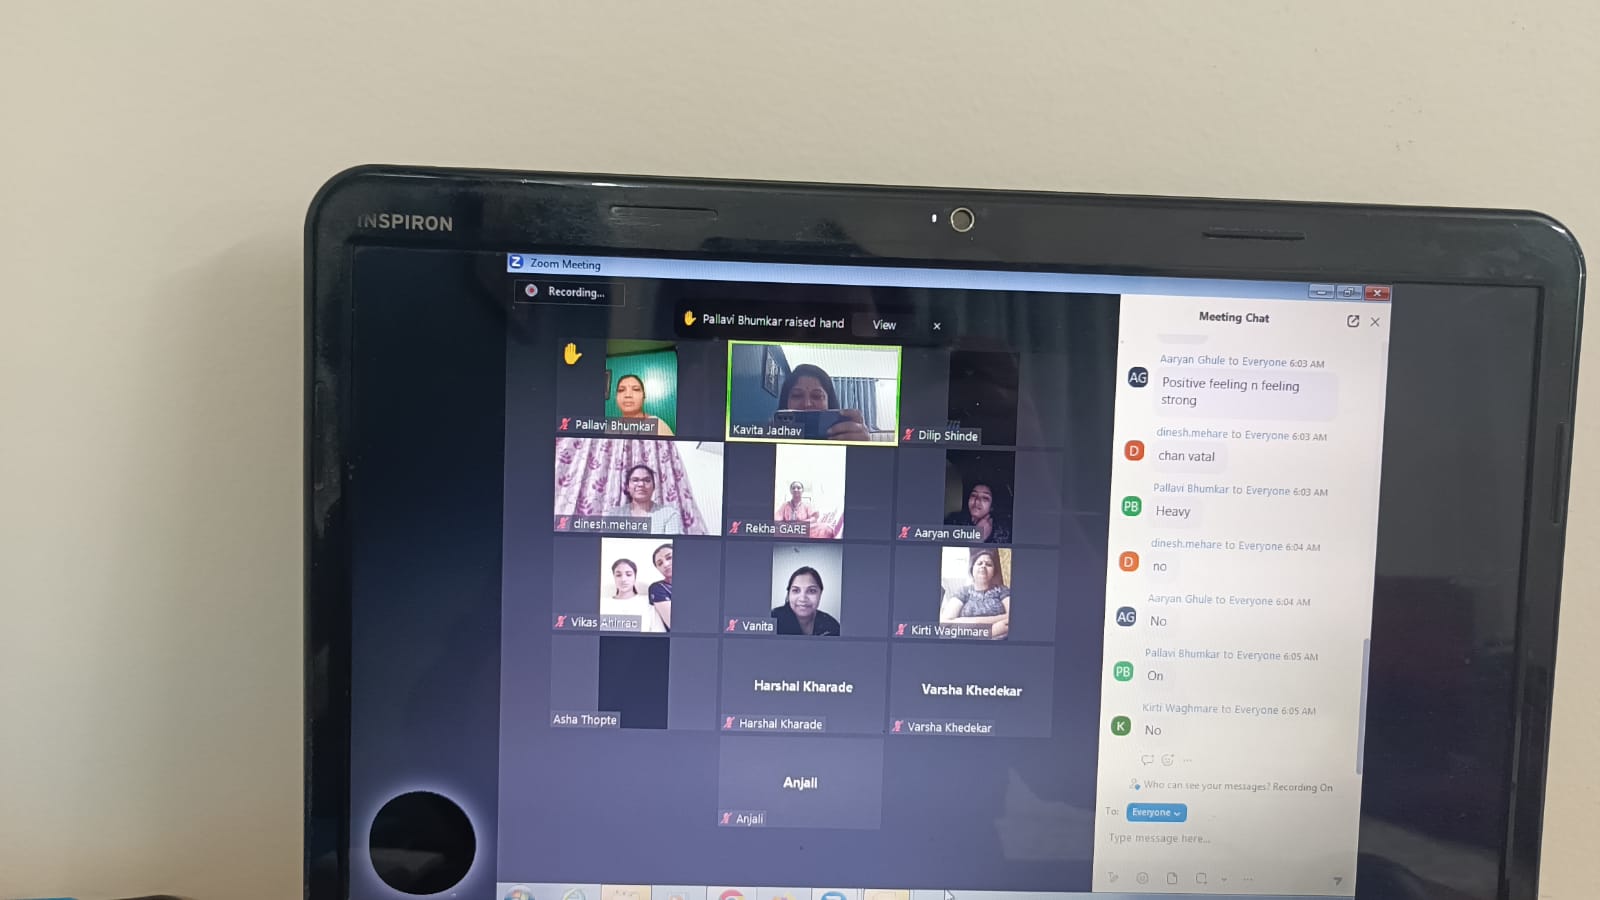 INSPIRON
Zoom Meeting
Recording...
Pallavi Bhumkar raised hand
View
Pallavi Bhumkar
Kavita Jadhav
Dilip Shinde
dinesh.mehare
Rekha GARE
Aaryan Ghule
Vikas Ahirrao
Vanita
Kirti Waghmare
Asha Thopte
Harshal Kharade
Harshal Kharade
Varsha Khedekar
Varsha Khedekar
Anjali
Anjali
Meeting Chat
Aaryan Ghule to Everyone 6:03 AM
AG
Positive feeling n feeling
strong
dinesh.mehare to Everyone 6:03 AM
D
chan vatal
Pallavi Bhumkar to Everyone 6:03 AM
PB
Heavy
dinesh.mehare to Everyone 6:04 AM
D
no
Aaryan Ghule to Everyone 6:04 AM
AG
No
Pallavi Bhumkar to Everyone 6:05 AM
PB
On
Kirti Waghmare to Everyone 6:05 AM
K
No
Who can see your messages? Recording On
To: Everyone
Type message here...